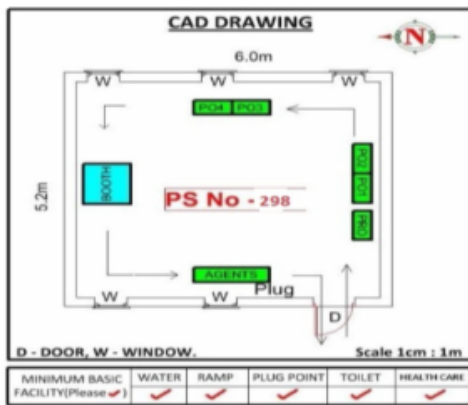 CAD DRAWING
N
6.0m
W W W
PO4 PO3
5.2m
BOOTH
PO2
PO1
PRO
PS No - 298
AGENTS
Plug
W W
D
D - DOOR, W - WINDOW. Scale 1cm : 1m
MINIMUM BASIC FACILITY(Please ✓) WATER RAMP PLUG POINT TOILET HEALTH CARE
✓ ✓ ✓ ✓ ✓